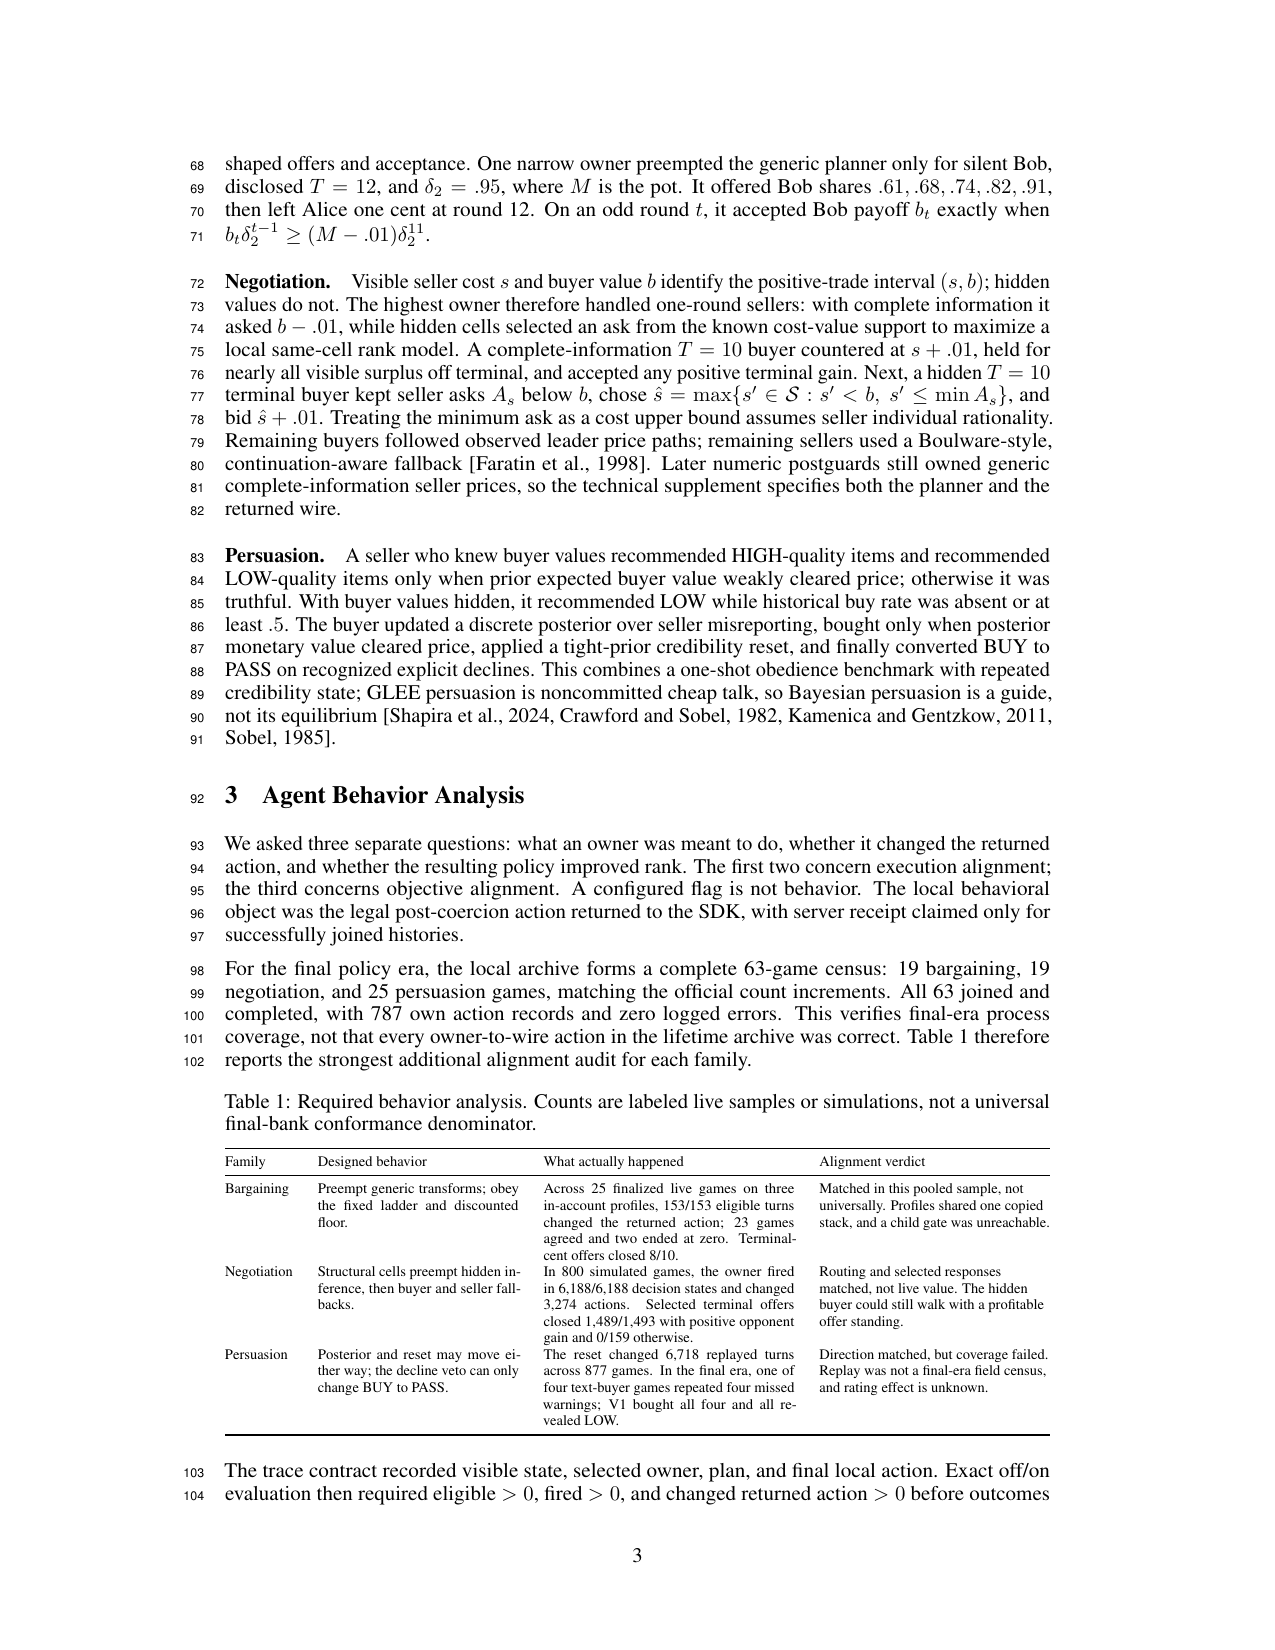 68 shaped offers and acceptance. One narrow owner preempted the generic planner only for silent Bob,
69 disclosed T = 12, and δ₂ = .95, where M is the pot. It offered Bob shares .61, .68, .74, .82, .91,
70 then left Alice one cent at round 12. On an odd round t, it accepted Bob payoff bₜ exactly when
71 bₜδ₂ᵗ⁻¹ ≥ (M − .01)δ₂¹¹.
72 Negotiation. Visible seller cost s and buyer value b identify the positive-trade interval (s, b); hidden
73 values do not. The highest owner therefore handled one-round sellers: with complete information it
74 asked b − .01, while hidden cells selected an ask from the known cost-value support to maximize a
75 local same-cell rank model. A complete-information T = 10 buyer countered at s + .01, held for
76 nearly all visible surplus off terminal, and accepted any positive terminal gain. Next, a hidden T = 10
77 terminal buyer kept seller asks Aₛ below b, chose ŝ = max{s′ ∈ S : s′ < b, s′ ≤ min Aₛ}, and
78 bid ŝ + .01. Treating the minimum ask as a cost upper bound assumes seller individual rationality.
79 Remaining buyers followed observed leader price paths; remaining sellers used a Boulware-style,
80 continuation-aware fallback [Faratin et al., 1998]. Later numeric postguards still owned generic
81 complete-information seller prices, so the technical supplement specifies both the planner and the
82 returned wire.
83 Persuasion. A seller who knew buyer values recommended HIGH-quality items and recommended
84 LOW-quality items only when prior expected buyer value weakly cleared price; otherwise it was
85 truthful. With buyer values hidden, it recommended LOW while historical buy rate was absent or at
86 least .5. The buyer updated a discrete posterior over seller misreporting, bought only when posterior
87 monetary value cleared price, applied a tight-prior credibility reset, and finally converted BUY to
88 PASS on recognized explicit declines. This combines a one-shot obedience benchmark with repeated
89 credibility state; GLEE persuasion is noncommitted cheap talk, so Bayesian persuasion is a guide,
90 not its equilibrium [Shapira et al., 2024, Crawford and Sobel, 1982, Kamenica and Gentzkow, 2011,
91 Sobel, 1985].
92 3 Agent Behavior Analysis
93 We asked three separate questions: what an owner was meant to do, whether it changed the returned
94 action, and whether the resulting policy improved rank. The first two concern execution alignment;
95 the third concerns objective alignment. A configured flag is not behavior. The local behavioral
96 object was the legal post-coercion action returned to the SDK, with server receipt claimed only for
97 successfully joined histories.
98 For the final policy era, the local archive forms a complete 63-game census: 19 bargaining, 19
99 negotiation, and 25 persuasion games, matching the official count increments. All 63 joined and
100 completed, with 787 own action records and zero logged errors. This verifies final-era process
101 coverage, not that every owner-to-wire action in the lifetime archive was correct. Table 1 therefore
102 reports the strongest additional alignment audit for each family.
Table 1: Required behavior analysis. Counts are labeled live samples or simulations, not a universal
final-bank conformance denominator.
Family Designed behavior What actually happened Alignment verdict
Bargaining Preempt generic transforms; obey Across 25 finalized live games on three Matched in this pooled sample, not
the fixed ladder and discounted in-account profiles, 153/153 eligible turns universally. Profiles shared one copied
floor. changed the returned action; 23 games stack, and a child gate was unreachable.
agreed and two ended at zero. Terminal-
cent offers closed 8/10.
Negotiation Structural cells preempt hidden in- In 800 simulated games, the owner fired Routing and selected responses
ference, then buyer and seller fall- in 6,188/6,188 decision states and changed matched, not live value. The hidden
backs. 3,274 actions. Selected terminal offers buyer could still walk with a profitable
closed 1,489/1,493 with positive opponent offer standing.
gain and 0/159 otherwise.
Persuasion Posterior and reset may move ei- The reset changed 6,718 replayed turns Direction matched, but coverage failed.
ther way; the decline veto can only across 877 games. In the final era, one of Replay was not a final-era field census,
change BUY to PASS. four text-buyer games repeated four missed and rating effect is unknown.
warnings; V1 bought all four and all re-
vealed LOW.
103 The trace contract recorded visible state, selected owner, plan, and final local action. Exact off/on
104 evaluation then required eligible > 0, fired > 0, and changed returned action > 0 before outcomes
3